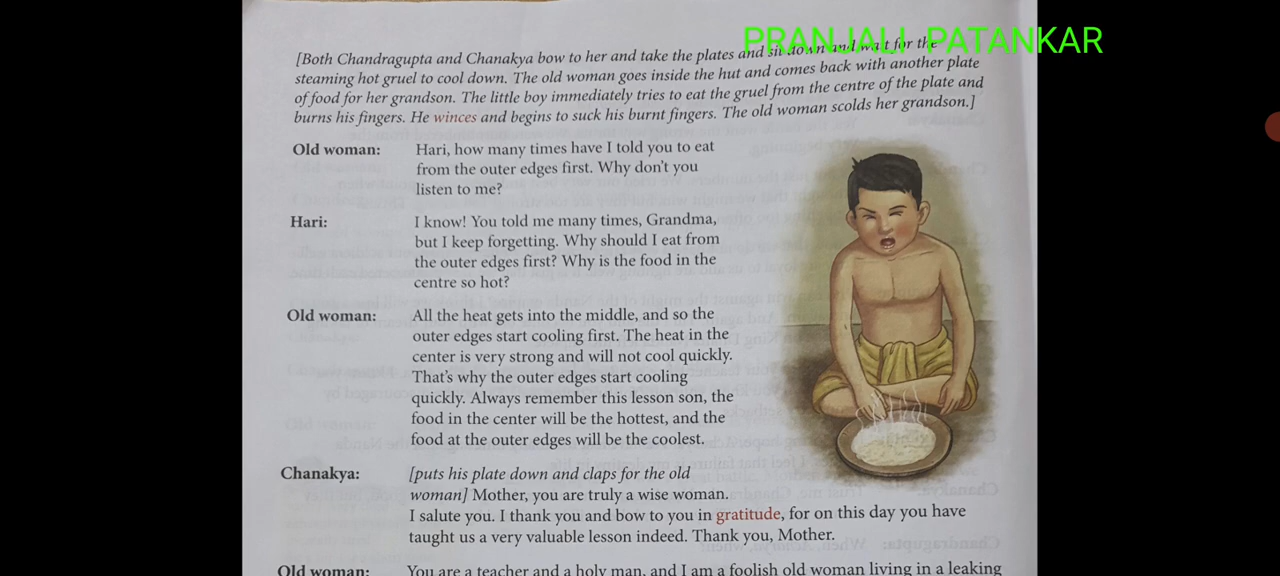 PRANJALI PATANKAR
[Both Chandragupta and Chanakya bow to her and take the plates and sit down and wait for the
steaming hot gruel to cool down. The old woman goes inside the hut and comes back with another plate
of food for her grandson. The little boy immediately tries to eat the gruel from the centre of the plate and
burns his fingers. He winces and begins to suck his burnt fingers. The old woman scolds her grandson.]
Old woman: Hari, how many times have I told you to eat
from the outer edges first. Why don't you
listen to me?
Hari: I know! You told me many times, Grandma,
but I keep forgetting. Why should I eat from
the outer edges first? Why is the food in the
centre so hot?
Old woman: All the heat gets into the middle, and so the
outer edges start cooling first. The heat in the
center is very strong and will not cool quickly.
That's why the outer edges start cooling
quickly. Always remember this lesson son, the
food in the center will be the hottest, and the
food at the outer edges will be the coolest.
Chanakya: [puts his plate down and claps for the old
woman] Mother, you are truly a wise woman.
I salute you. I thank you and bow to you in gratitude, for on this day you have
taught us a very valuable lesson indeed. Thank you, Mother.
Old woman: You are a teacher and a holy man, and I am a foolish old woman living in a leaking